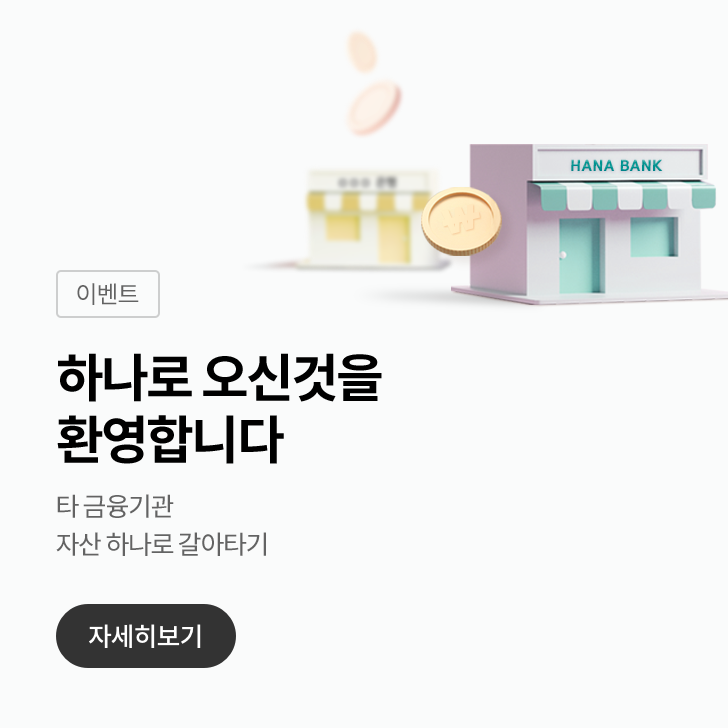 HANA BANK
이벤트
하나로 오신것을
환영합니다
타 금융기관
자산 하나로 갈아타기
자세히보기